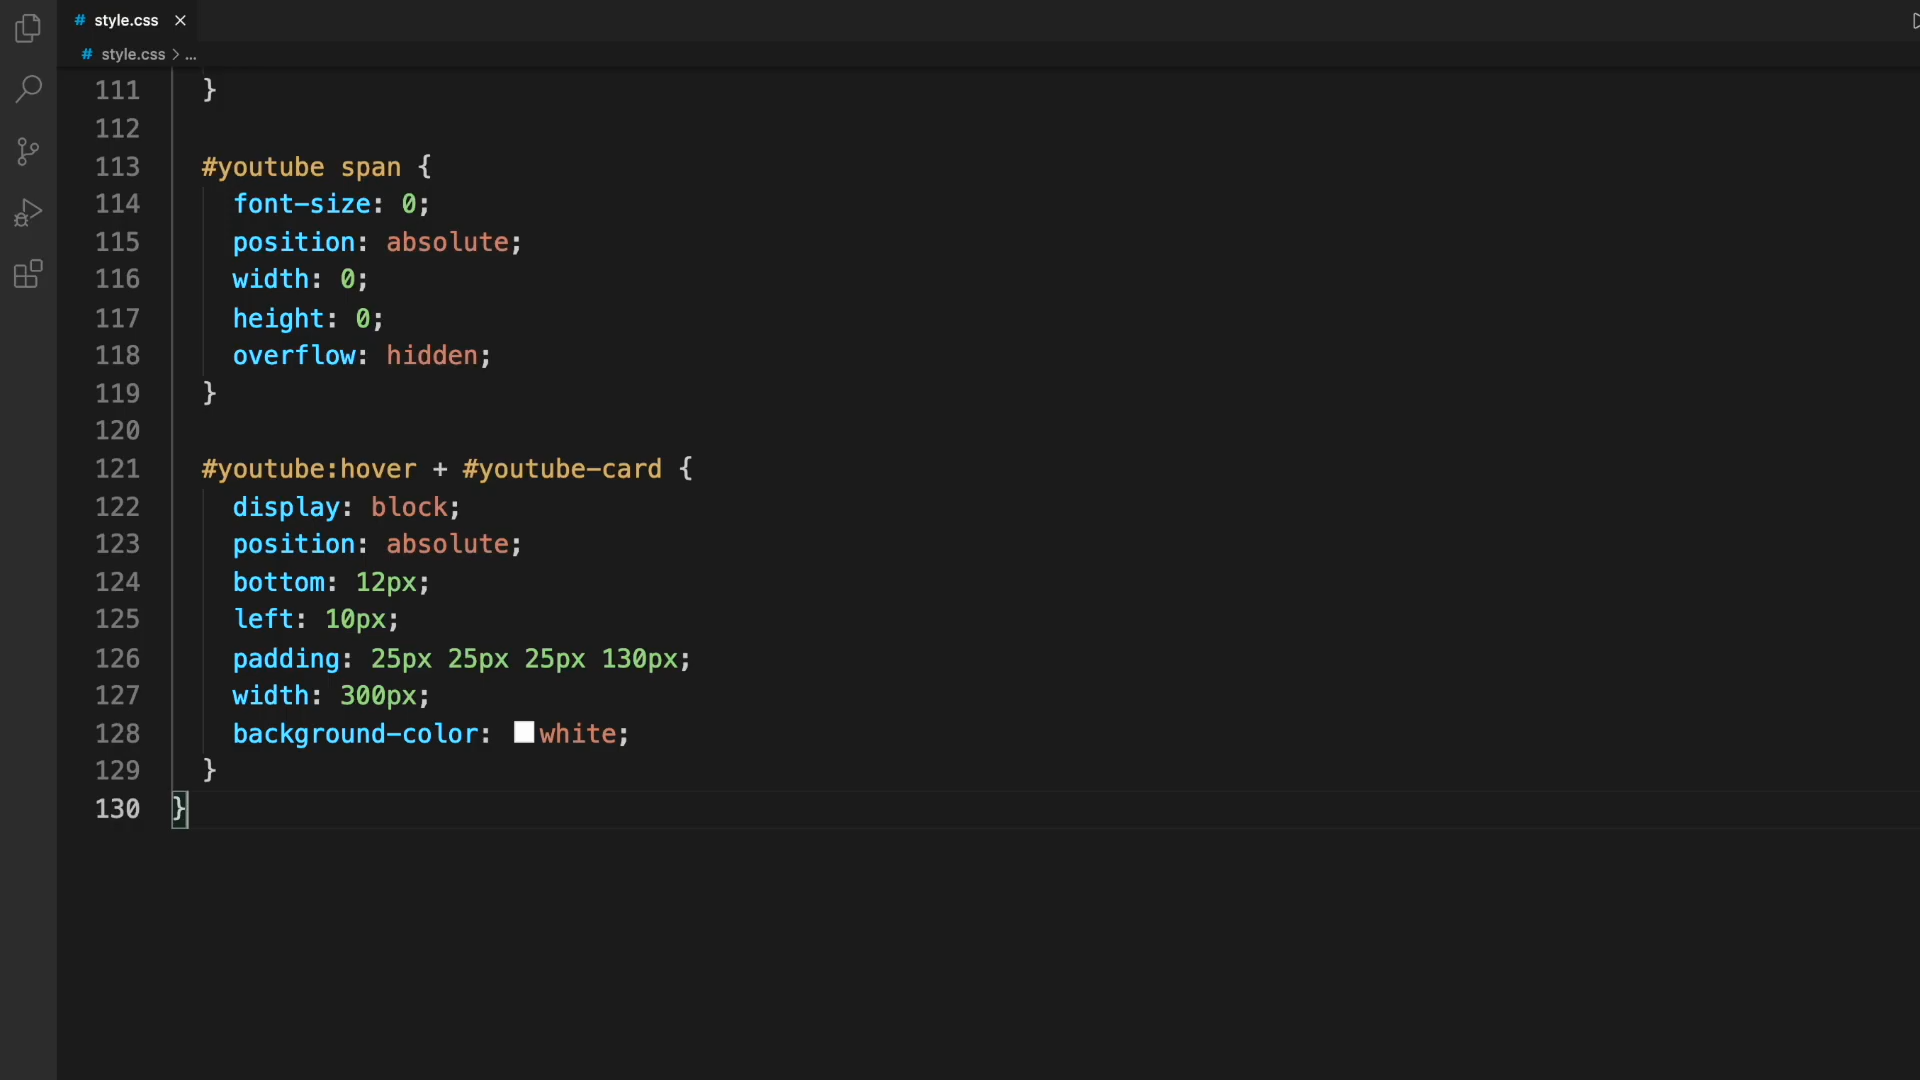 # style.css ×
# style.css > ...
111 }
112
113 #youtube span {
114 font-size: 0;
115 position: absolute;
116 width: 0;
117 height: 0;
118 overflow: hidden;
119 }
120
121 #youtube:hover + #youtube-card {
122 display: block;
123 position: absolute;
124 bottom: 12px;
125 left: 10px;
126 padding: 25px 25px 25px 130px;
127 width: 300px;
128 background-color: white;
129 }
130 }